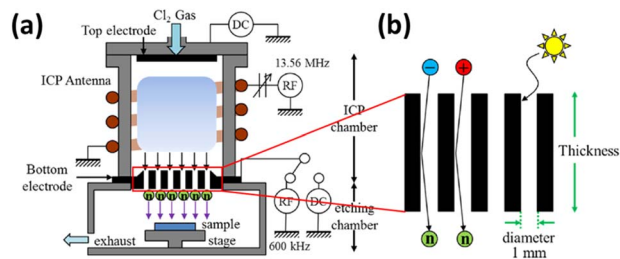 (a)
Cl2 Gas
DC
Top electrode
ICP Antenna
13.56 MHz
RF
ICP
chamber
Bottom
electrode
n n n n n n
RF
DC
etching
chamber
sample
stage
exhaust
600 kHz
(b)
− +
Thickness
n n
diameter
1 mm